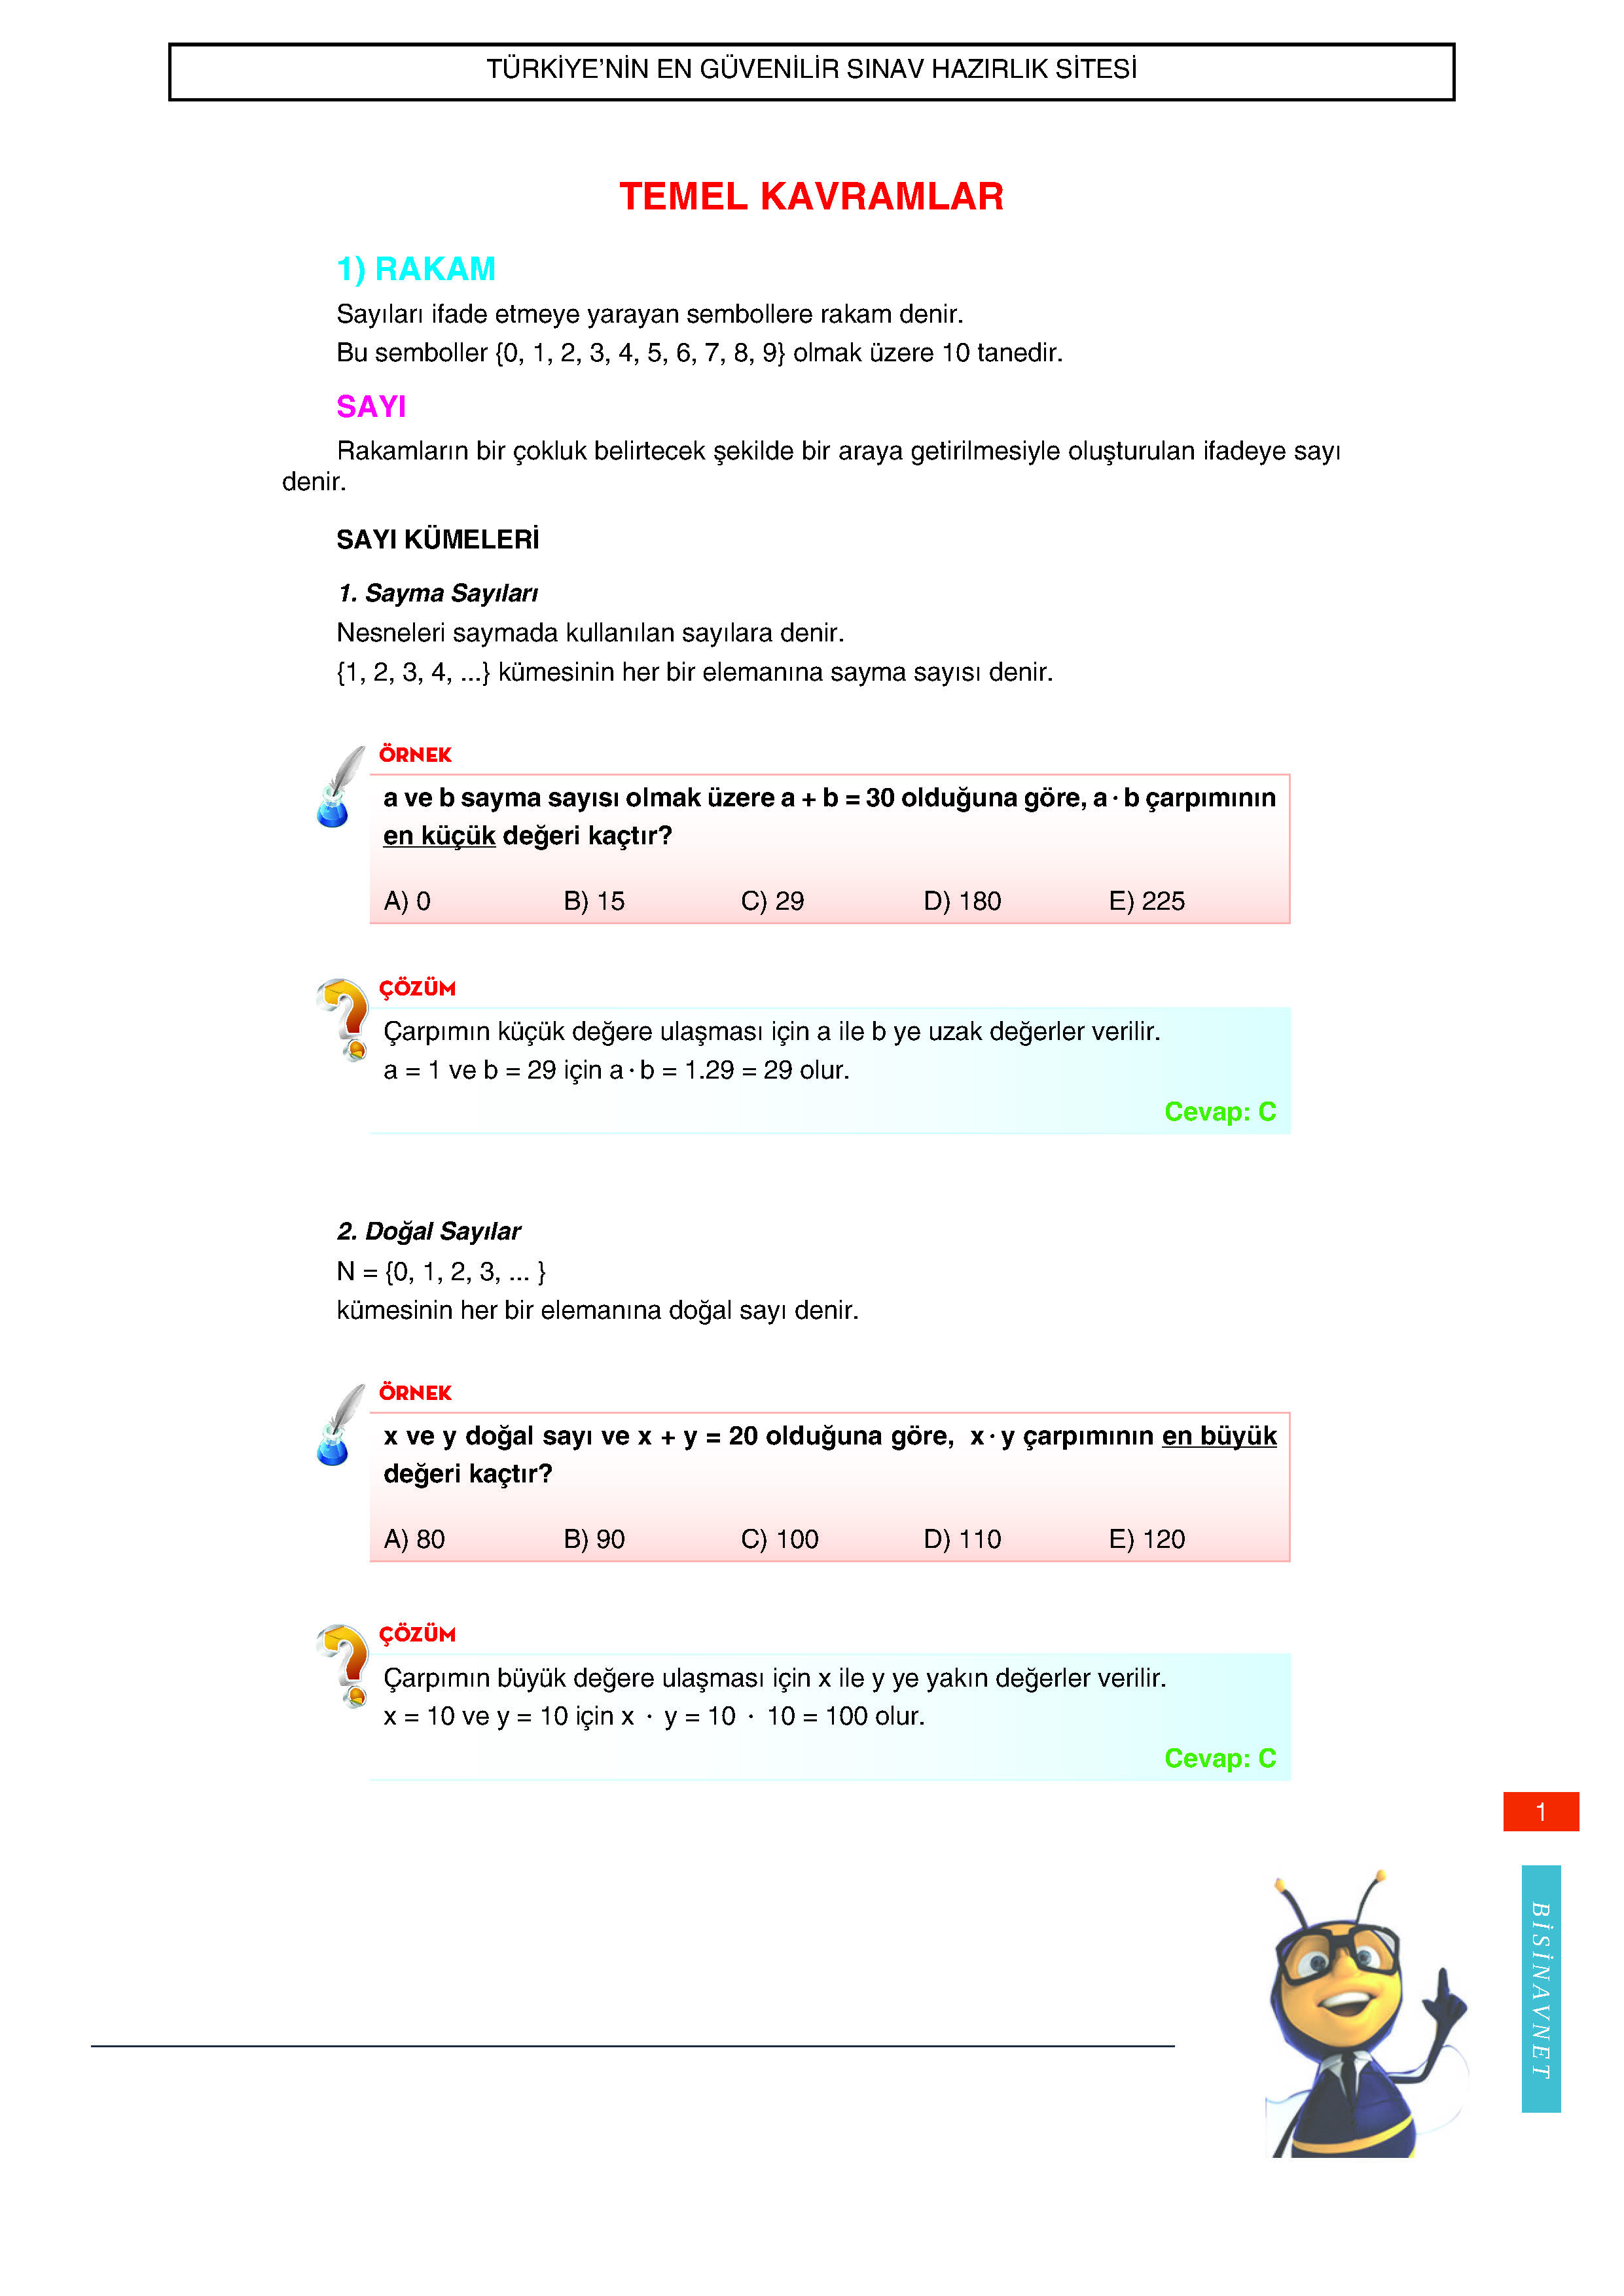 TÜRKİYE'NİN EN GÜVENİLİR SINAV HAZIRLIK SİTESİ
TEMEL KAVRAMLAR
1) RAKAM
Sayıları ifade etmeye yarayan sembollere rakam denir.
Bu semboller {0, 1, 2, 3, 4, 5, 6, 7, 8, 9} olmak üzere 10 tanedir.
SAYI
Rakamların bir çokluk belirtecek şekilde bir araya getirilmesiyle oluşturulan ifadeye sayı
denir.
SAYI KÜMELERİ
1. Sayma Sayıları
Nesneleri saymada kullanılan sayılara denir.
{1, 2, 3, 4, ...} kümesinin her bir elemanına sayma sayısı denir.
ÖRNEK
a ve b sayma sayısı olmak üzere a + b = 30 olduğuna göre, a · b çarpımının
en küçük değeri kaçtır?
A) 0 B) 15 C) 29 D) 180 E) 225
ÇÖZÜM
Çarpımın küçük değere ulaşması için a ile b ye uzak değerler verilir.
a = 1 ve b = 29 için a · b = 1.29 = 29 olur.
Cevap: C
2. Doğal Sayılar
N = {0, 1, 2, 3, ... }
kümesinin her bir elemanına doğal sayı denir.
ÖRNEK
x ve y doğal sayı ve x + y = 20 olduğuna göre, x · y çarpımının en büyük
değeri kaçtır?
A) 80 B) 90 C) 100 D) 110 E) 120
ÇÖZÜM
Çarpımın büyük değere ulaşması için x ile y ye yakın değerler verilir.
x = 10 ve y = 10 için x · y = 10 · 10 = 100 olur.
Cevap: C
1
BİSİNAVNET